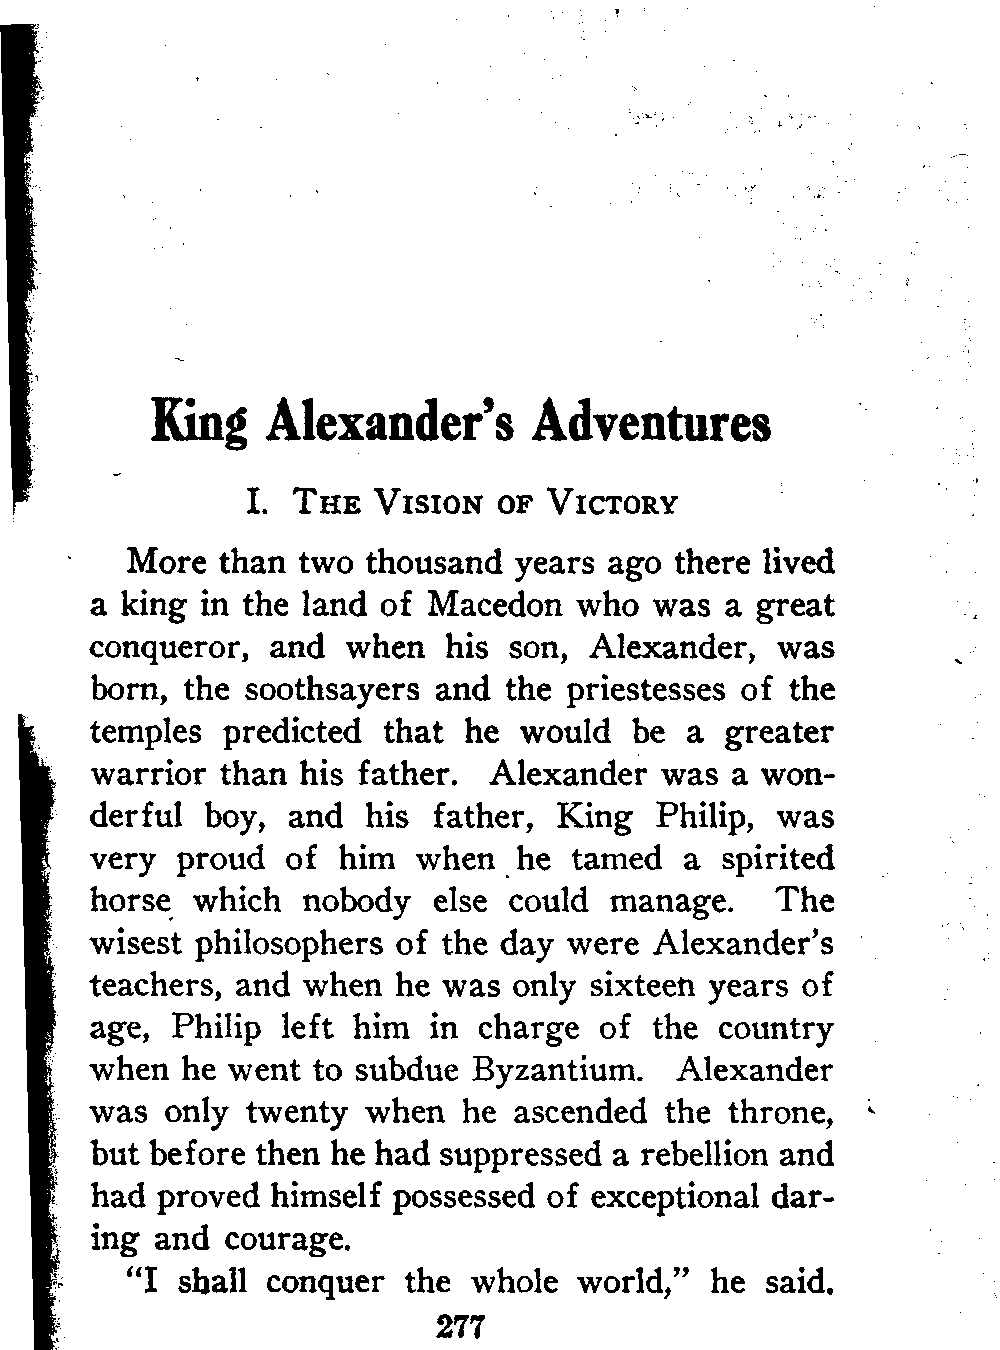 King Alexander's Adventures
I. The Vision of Victory
More than two thousand years ago there lived
a king in the land of Macedon who was a great
conqueror, and when his son, Alexander, was
born, the soothsayers and the priestesses of the
temples predicted that he would be a greater
warrior than his father. Alexander was a won-
derful boy, and his father, King Philip, was
very proud of him when he tamed a spirited
horse which nobody else could manage. The
wisest philosophers of the day were Alexander's
teachers, and when he was only sixteen years of
age, Philip left him in charge of the country
when he went to subdue Byzantium. Alexander
was only twenty when he ascended the throne,
but before then he had suppressed a rebellion and
had proved himself possessed of exceptional dar-
ing and courage.
"I shall conquer the whole world," he said.
277